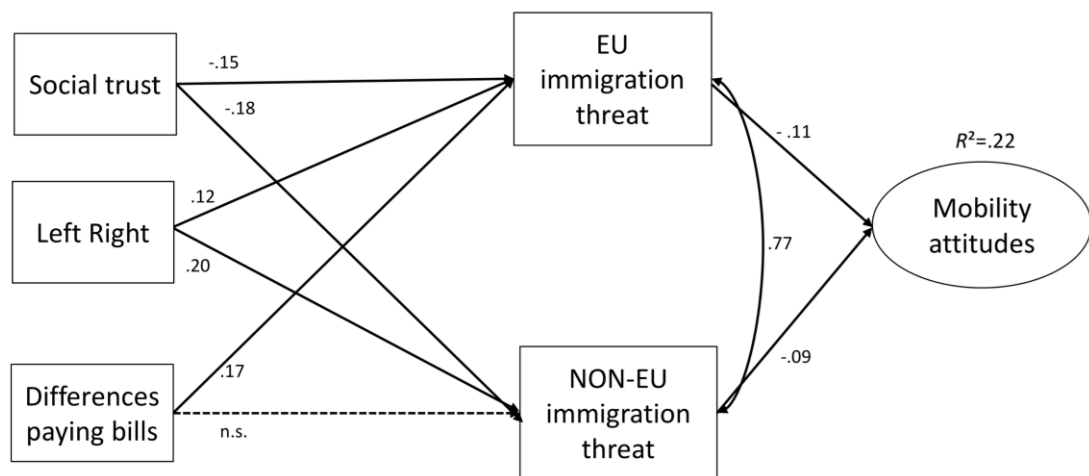 Social trust
-.15
-.18
EU
immigration
threat
- .11
R²=.22
Left Right
.12
.20
.77
Mobility
attitudes
Differences
paying bills
.17
n.s.
NON-EU
immigration
threat
-.09